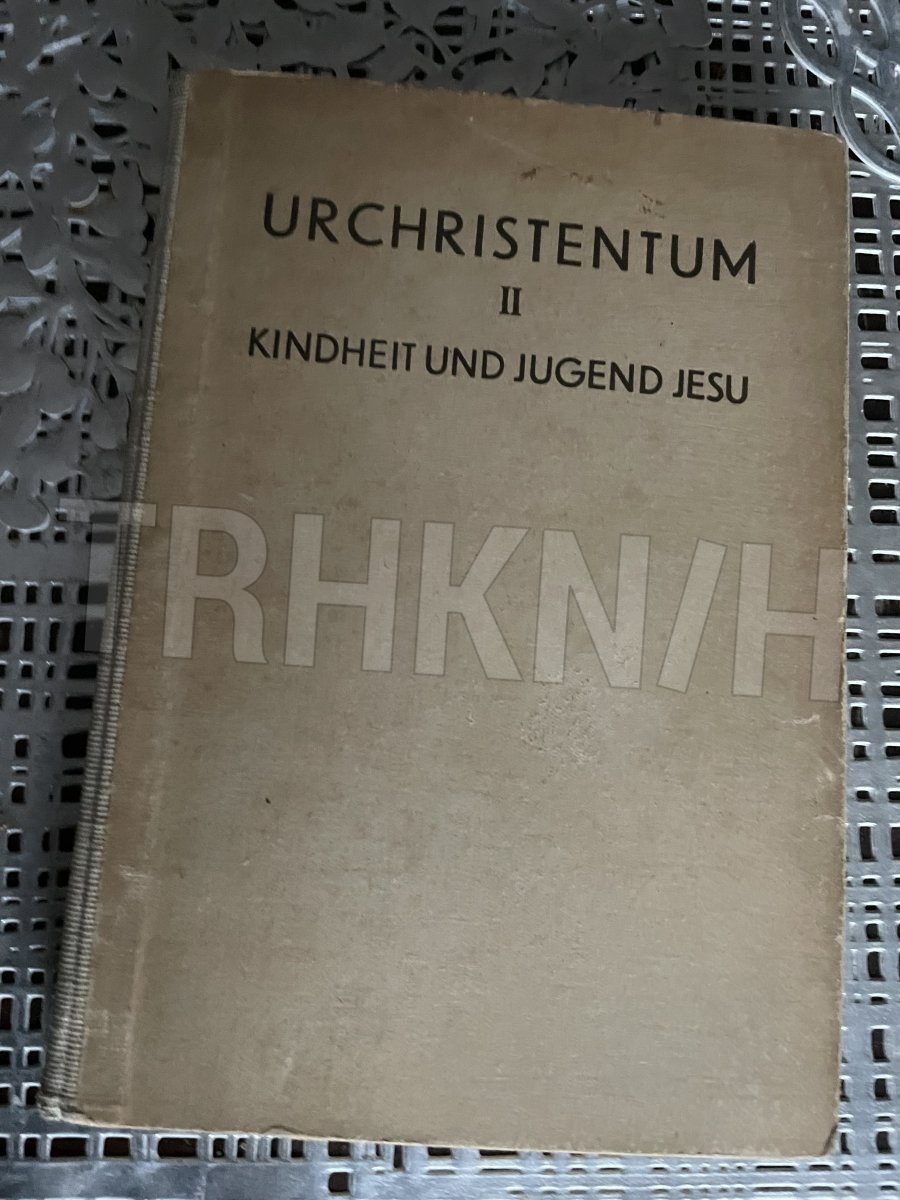 URCHRISTENTUM
II
KINDHEIT UND JUGEND JESU
TRHKN/H